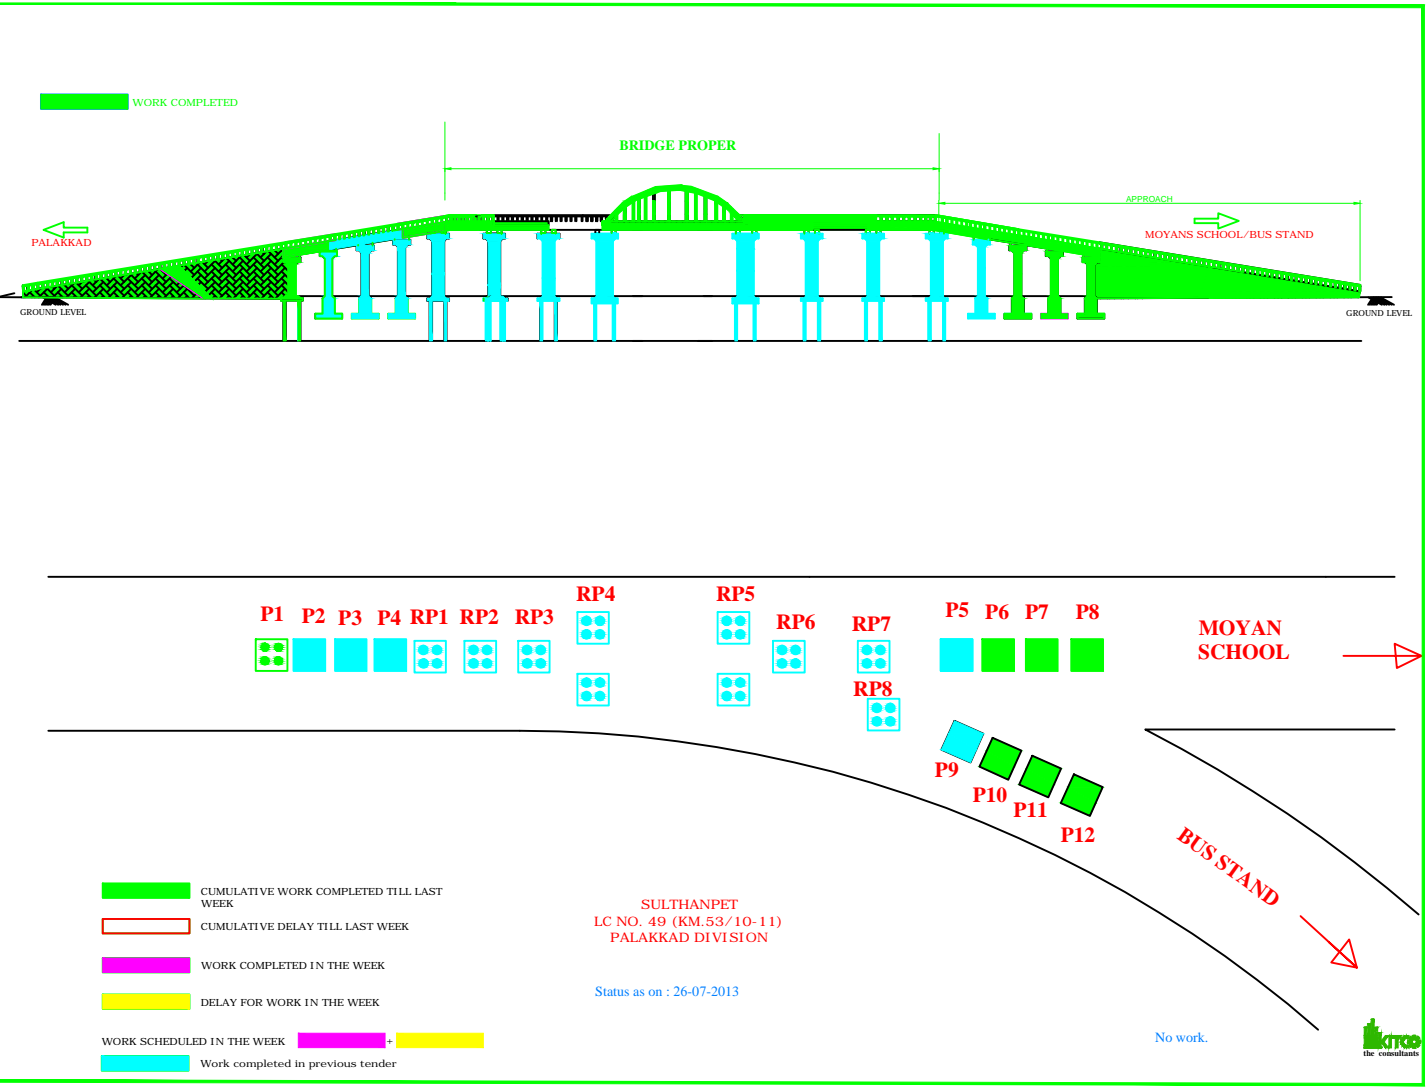 WORK COMPLETED
BRIDGE PROPER
APPROACH
PALAKKAD
MOYANS SCHOOL/BUS STAND
GROUND LEVEL
GROUND LEVEL
P1
P2
P3
P4
RP1
RP2
RP3
RP4
RP5
RP6
RP7
RP8
P5
P6
P7
P8
MOYAN
SCHOOL
P9
P10
P11
P12
BUS STAND
CUMULATIVE WORK COMPLETED TILL LAST
WEEK
CUMULATIVE DELAY TILL LAST WEEK
WORK COMPLETED IN THE WEEK
DELAY FOR WORK IN THE WEEK
WORK SCHEDULED IN THE WEEK +
Work completed in previous tender
SULTHANPET
LC NO. 49 (KM.53/10-11)
PALAKKAD DIVISION
Status as on : 26-07-2013
No work.
KITCO
the consultants